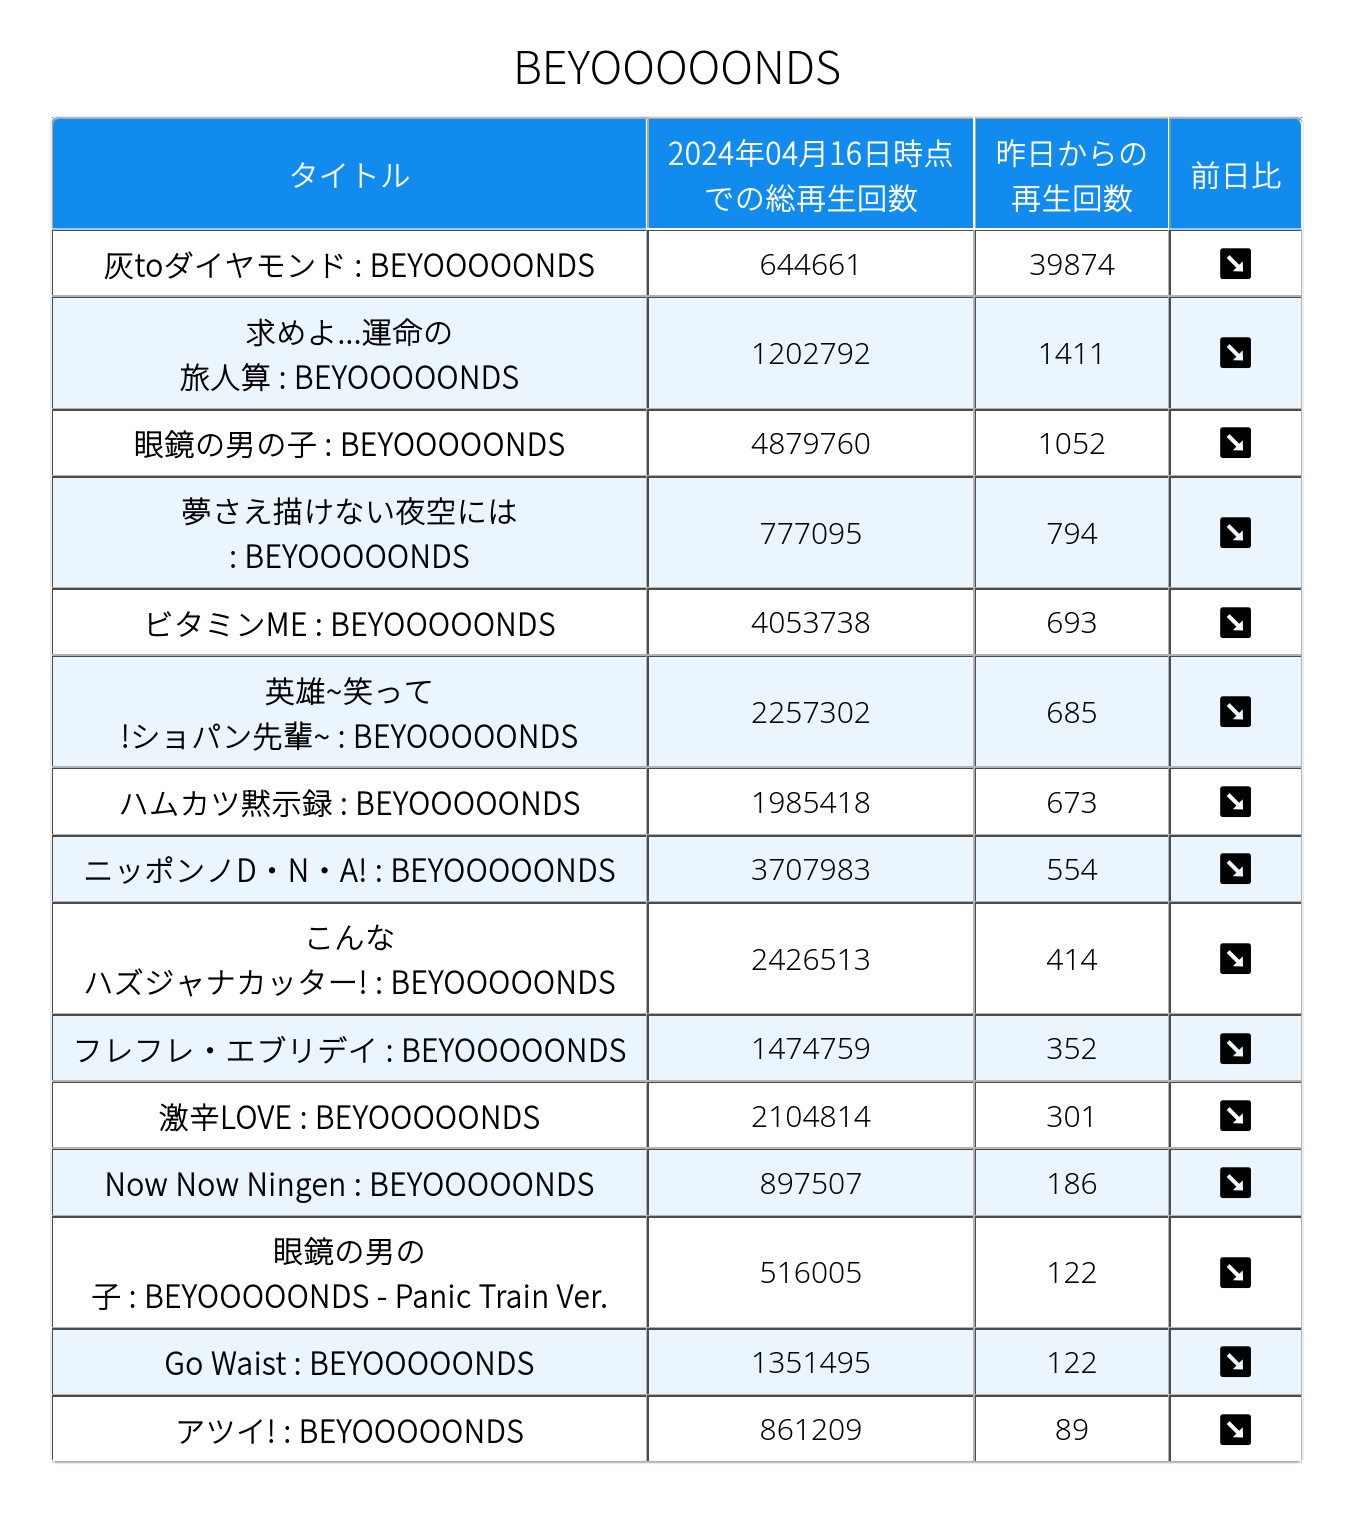 BEYOOOOONDS
タイトル
2024年04月16日時点
での総再生回数
昨日からの
再生回数
前日比
灰toダイヤモンド : BEYOOOOONDS
644661
39874
求めよ...運命の
旅人算 : BEYOOOOONDS
1202792
1411
眼鏡の男の子 : BEYOOOOONDS
4879760
1052
夢さえ描けない夜空には
: BEYOOOOONDS
777095
794
ビタミンME : BEYOOOOONDS
4053738
693
英雄~笑って
!ショパン先輩~ : BEYOOOOONDS
2257302
685
ハムカツ黙示録 : BEYOOOOONDS
1985418
673
ニッポンノD・N・A! : BEYOOOOONDS
3707983
554
こんな
ハズジャナカッター! : BEYOOOOONDS
2426513
414
フレフレ・エブリデイ : BEYOOOOONDS
1474759
352
激辛LOVE : BEYOOOOONDS
2104814
301
Now Now Ningen : BEYOOOOONDS
897507
186
眼鏡の男の
子 : BEYOOOOONDS - Panic Train Ver.
516005
122
Go Waist : BEYOOOOONDS
1351495
122
アツイ! : BEYOOOOONDS
861209
89